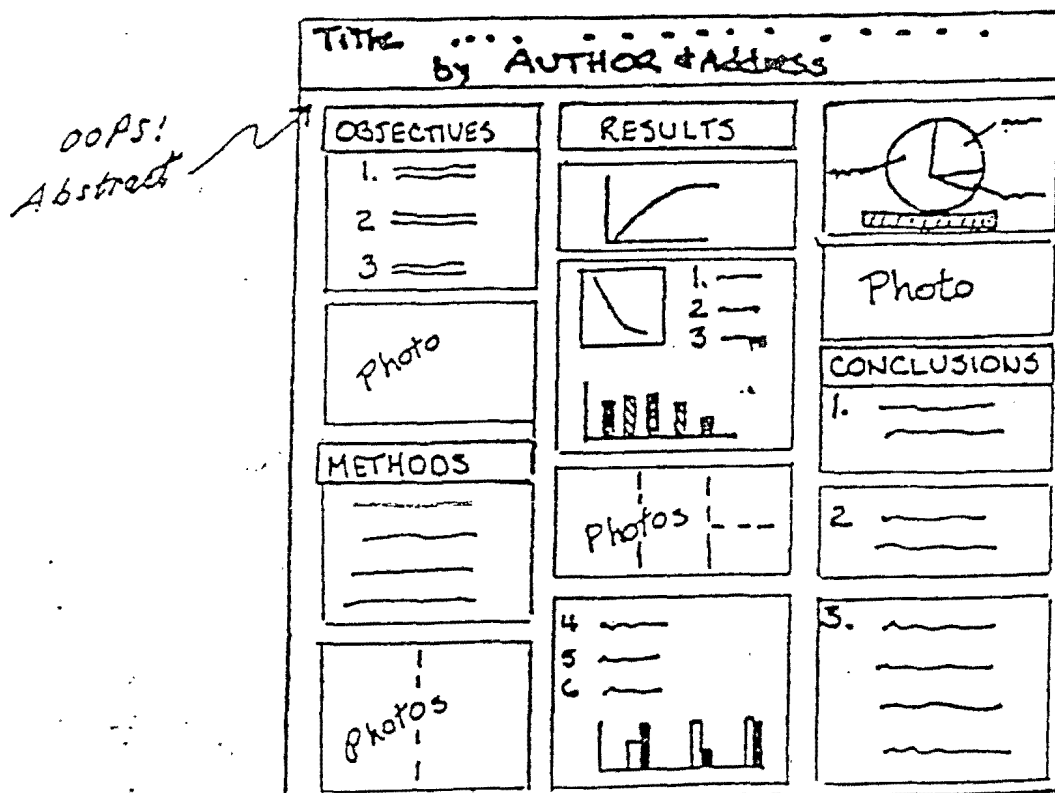 Title
by AUTHOR & Address
OOPS!
Abstract
OBJECTIVES
1.
2
3
Photo
METHODS
Photos
RESULTS
1.
2
3
Photos
4
5
6
Photo
CONCLUSIONS
1.
2
3.